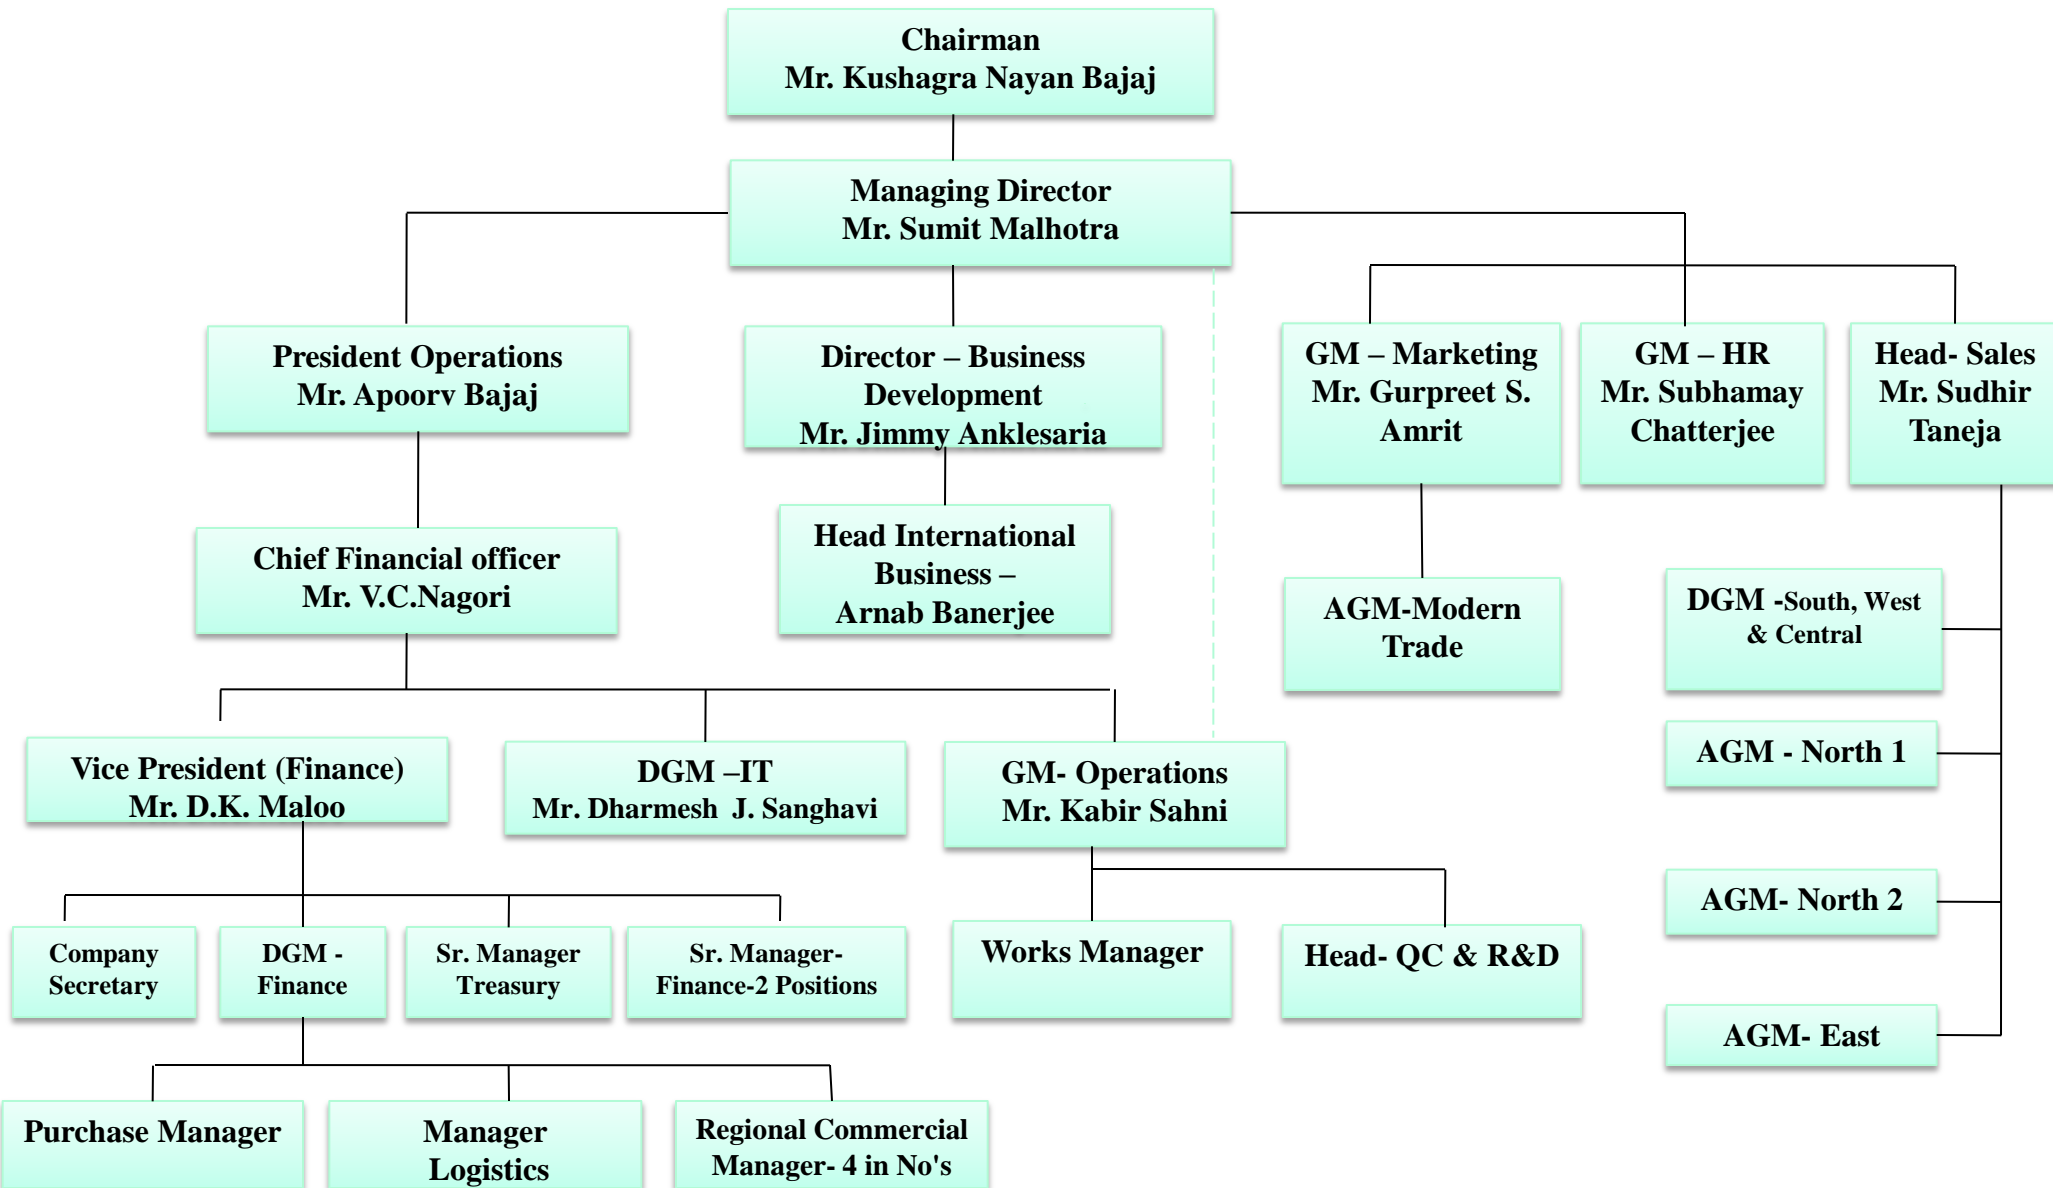 Chairman
Mr. Kushagra Nayan Bajaj
Managing Director
Mr. Sumit Malhotra
President Operations
Mr. Apoorv Bajaj
Director – Business
Development
Mr. Jimmy Anklesaria
GM – Marketing
Mr. Gurpreet S.
Amrit
GM – HR
Mr. Subhamay
Chatterjee
Head- Sales
Mr. Sudhir
Taneja
Chief Financial officer
Mr. V.C.Nagori
Head International
Business –
Arnab Banerjee
AGM-Modern
Trade
DGM -South, West
& Central
AGM - North 1
AGM- North 2
AGM- East
Vice President (Finance)
Mr. D.K. Maloo
DGM –IT
Mr. Dharmesh J. Sanghavi
GM- Operations
Mr. Kabir Sahni
Company
Secretary
DGM -
Finance
Sr. Manager
Treasury
Sr. Manager-
Finance-2 Positions
Works Manager
Head- QC & R&D
Purchase Manager
Manager
Logistics
Regional Commercial
Manager- 4 in No's